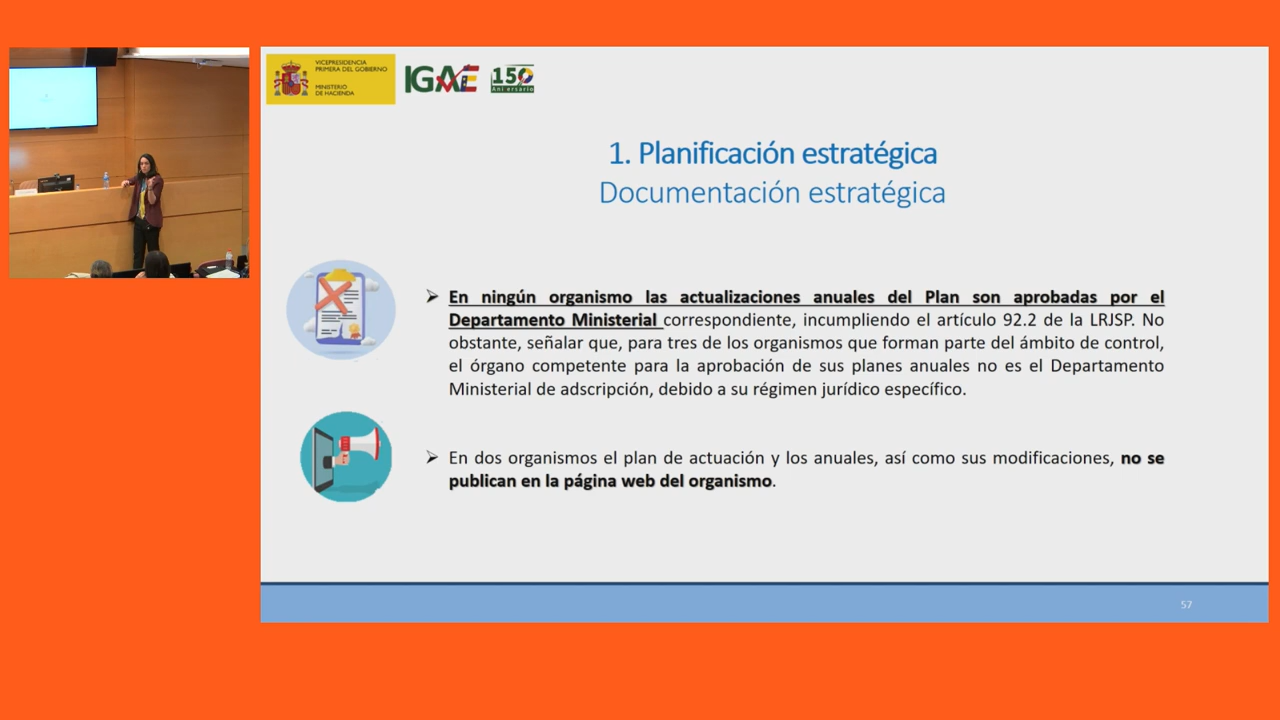 VICEPRESIDENCIA
PRIMERA DEL GOBIERNO
MINISTERIO
DE HACIENDA
IGAE
150
Aniversario
1. Planificación estratégica
Documentación estratégica
➢ En ningún organismo las actualizaciones anuales del Plan son aprobadas por el
Departamento Ministerial correspondiente, incumpliendo el artículo 92.2 de la LRJSP. No
obstante, señalar que, para tres de los organismos que forman parte del ámbito de control,
el órgano competente para la aprobación de sus planes anuales no es el Departamento
Ministerial de adscripción, debido a su régimen jurídico específico.
➢ En dos organismos el plan de actuación y los anuales, así como sus modificaciones, no se
publican en la página web del organismo.
57